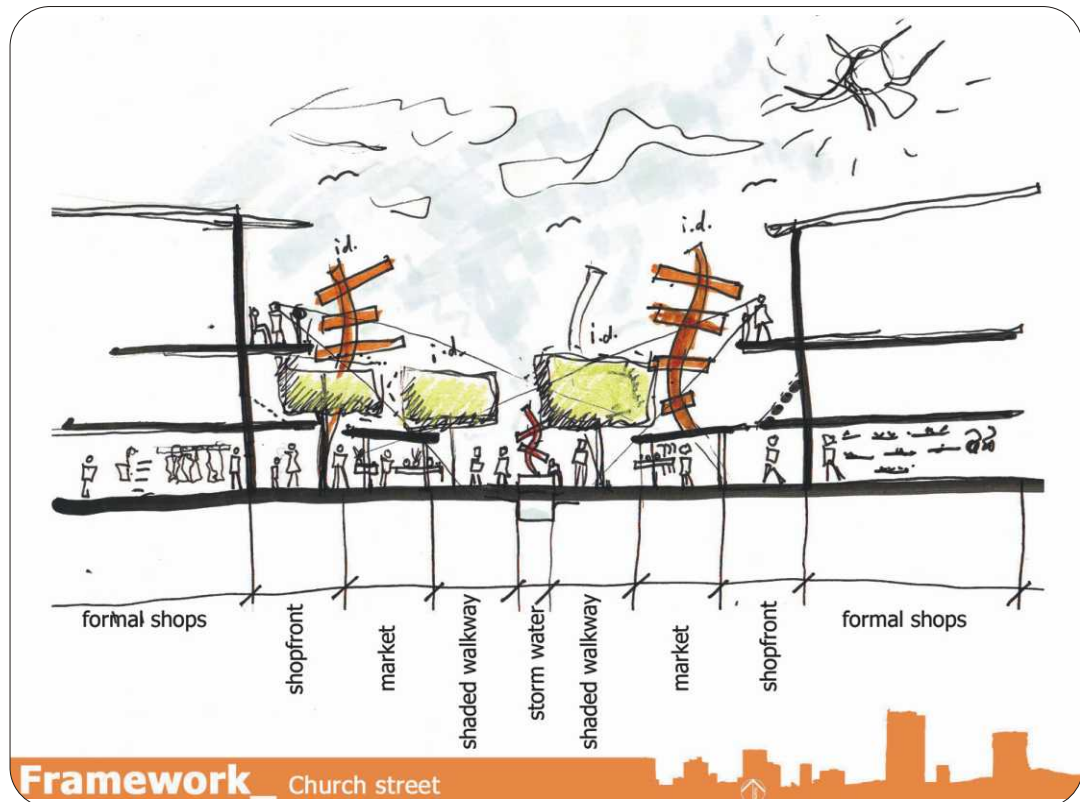 i.d.
i.d.
i.d.
i.d.
formal shops
shopfront
market
shaded walkway
storm water
shaded walkway
market
shopfront
formal shops
Framework_ Church street